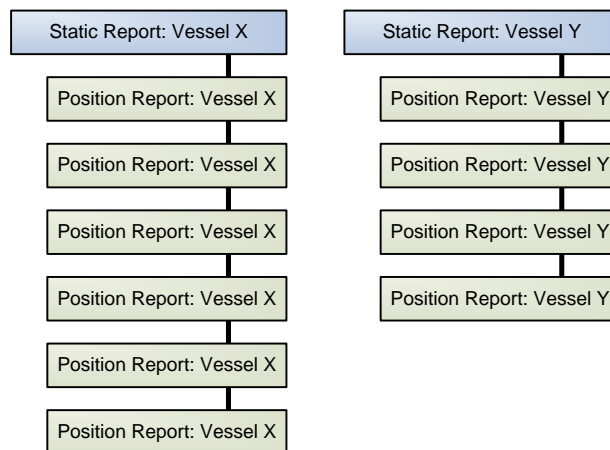 Static Report: Vessel X
Position Report: Vessel X
Position Report: Vessel X
Position Report: Vessel X
Position Report: Vessel X
Position Report: Vessel X
Position Report: Vessel X
Static Report: Vessel Y
Position Report: Vessel Y
Position Report: Vessel Y
Position Report: Vessel Y
Position Report: Vessel Y